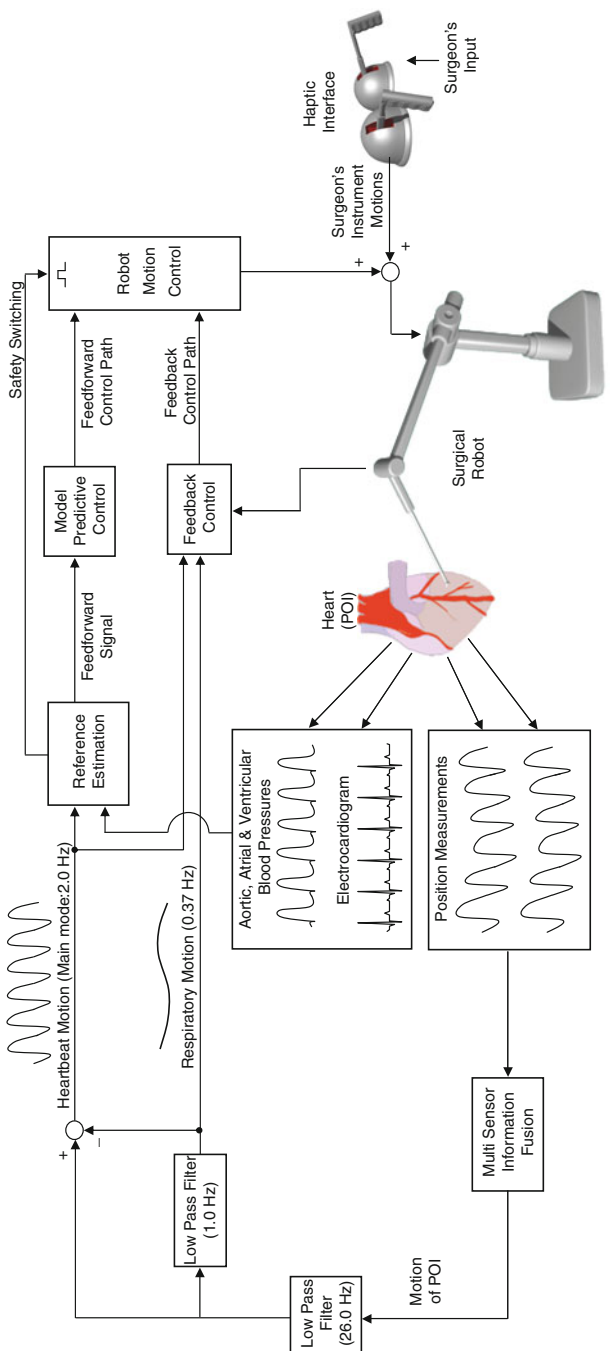 Safety Switching
Heartbeat Motion (Main mode:2.0 Hz)
+
−
Reference
Estimation
Feedforward
Signal
Model
Predictive
Control
Feedforward
Control Path
Robot
Motion
Control
Respiratory Motion (0.37 Hz)
Low Pass Filter
(1.0 Hz)
Feedback
Control
Feedback
Control Path
Low Pass
Filter
(26.0 Hz)
Motion
of POI
Multi Sensor
Information
Fusion
Aortic, Atrial & Ventricular
Blood Pressures
Electrocardiogram
Position Measurements
Heart
(POI)
Surgical
Robot
+
+
Surgeon's
Instrument
Motions
Haptic
Interface
Surgeon's
Input